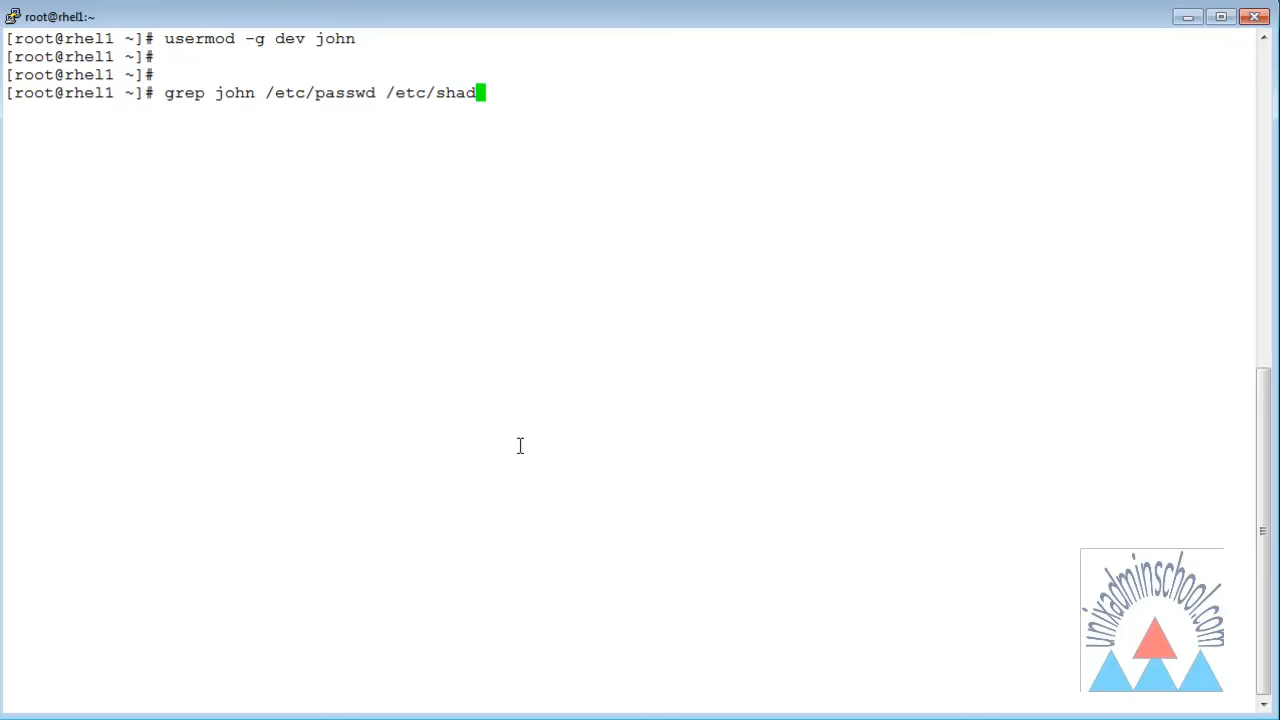 root@rhel1:~
[root@rhel1 ~]# usermod -g dev john
[root@rhel1 ~]#
[root@rhel1 ~]#
[root@rhel1 ~]# grep john /etc/passwd /etc/shad
unixadminschool.com